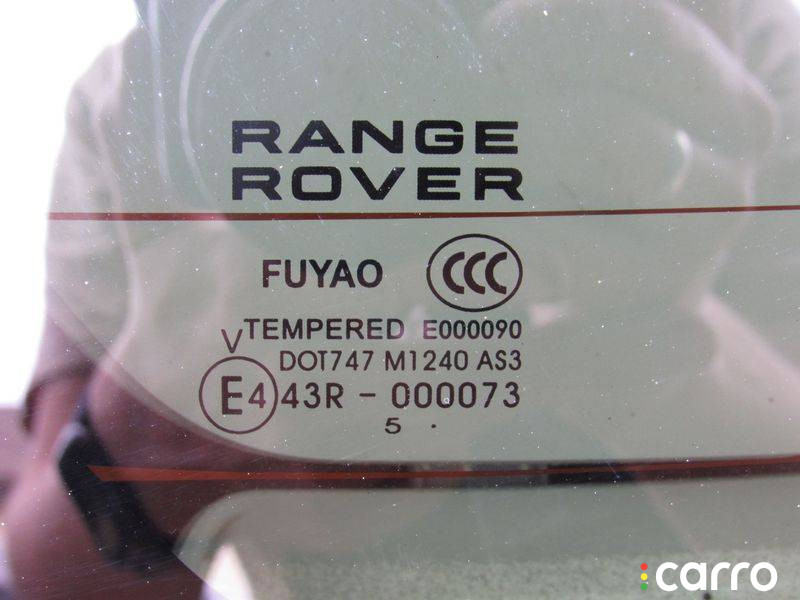 RANGE
ROVER
FUYAO CCC
V TEMPERED E000090
DOT747 M1240 AS3
E4 43R - 000073
5 .
carro